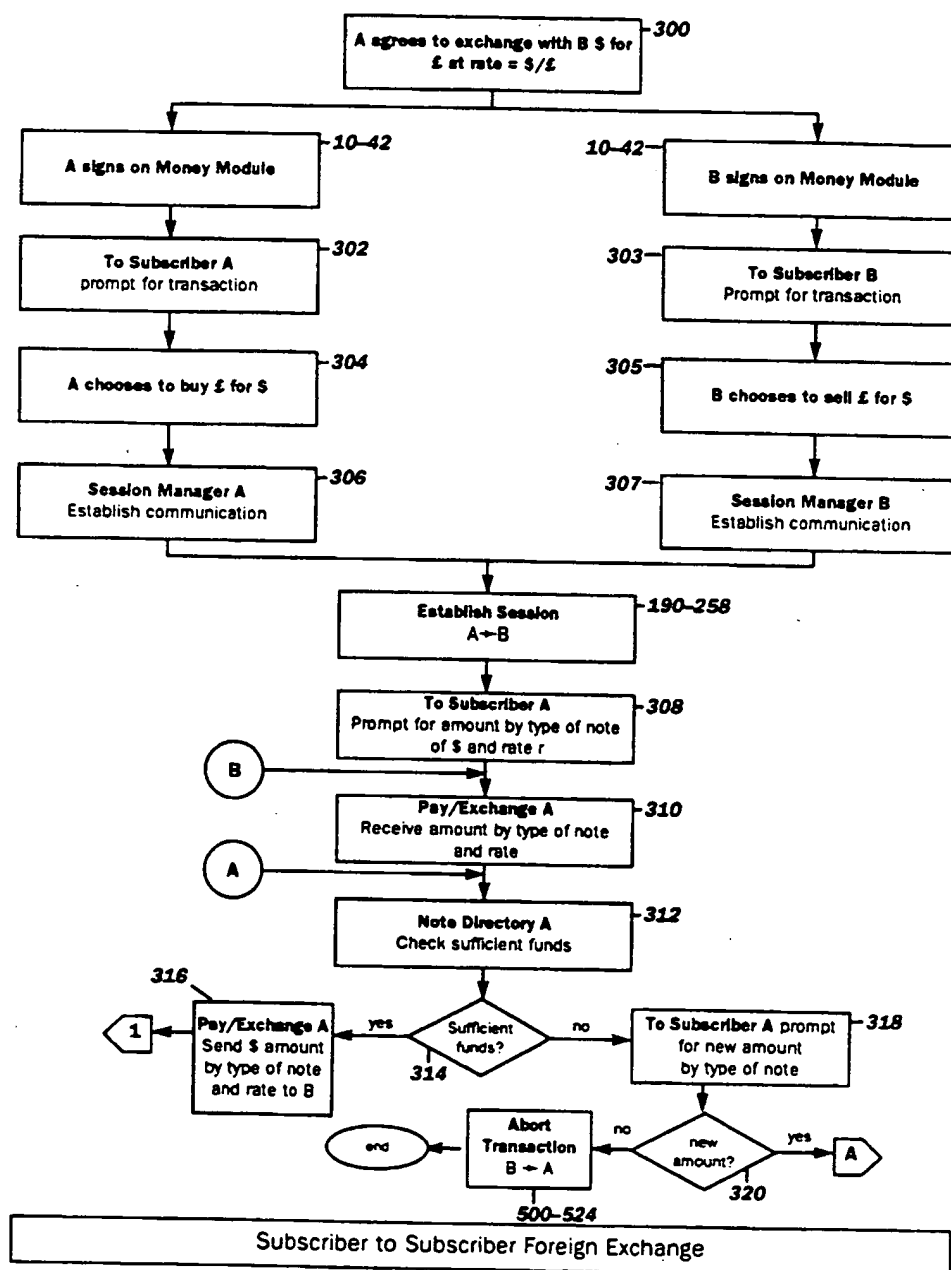 A agrees to exchange with B $ for
£ at rate = $/£
300
A signs on Money Module
10–42
10–42
B signs on Money Module
To Subscriber A
prompt for transaction
302
303
To Subscriber B
Prompt for transaction
A chooses to buy £ for $
304
305
B chooses to sell £ for $
Session Manager A
Establish communication
306
307
Session Manager B
Establish communication
Establish Session
A→B
190–258
To Subscriber A
Prompt for amount by type of note
of $ and rate r
308
B
Pay/Exchange A
Receive amount by type of note
and rate
310
A
Note Directory A
Check sufficient funds
312
316
1
Pay/Exchange A
Send $ amount
by type of note
and rate to B
yes
Sufficient
funds?
314
no
To Subscriber A prompt
for new amount
by type of note
318
end
Abort
Transaction
B → A
500–524
no
new
amount?
320
yes
A
Subscriber to Subscriber Foreign Exchange